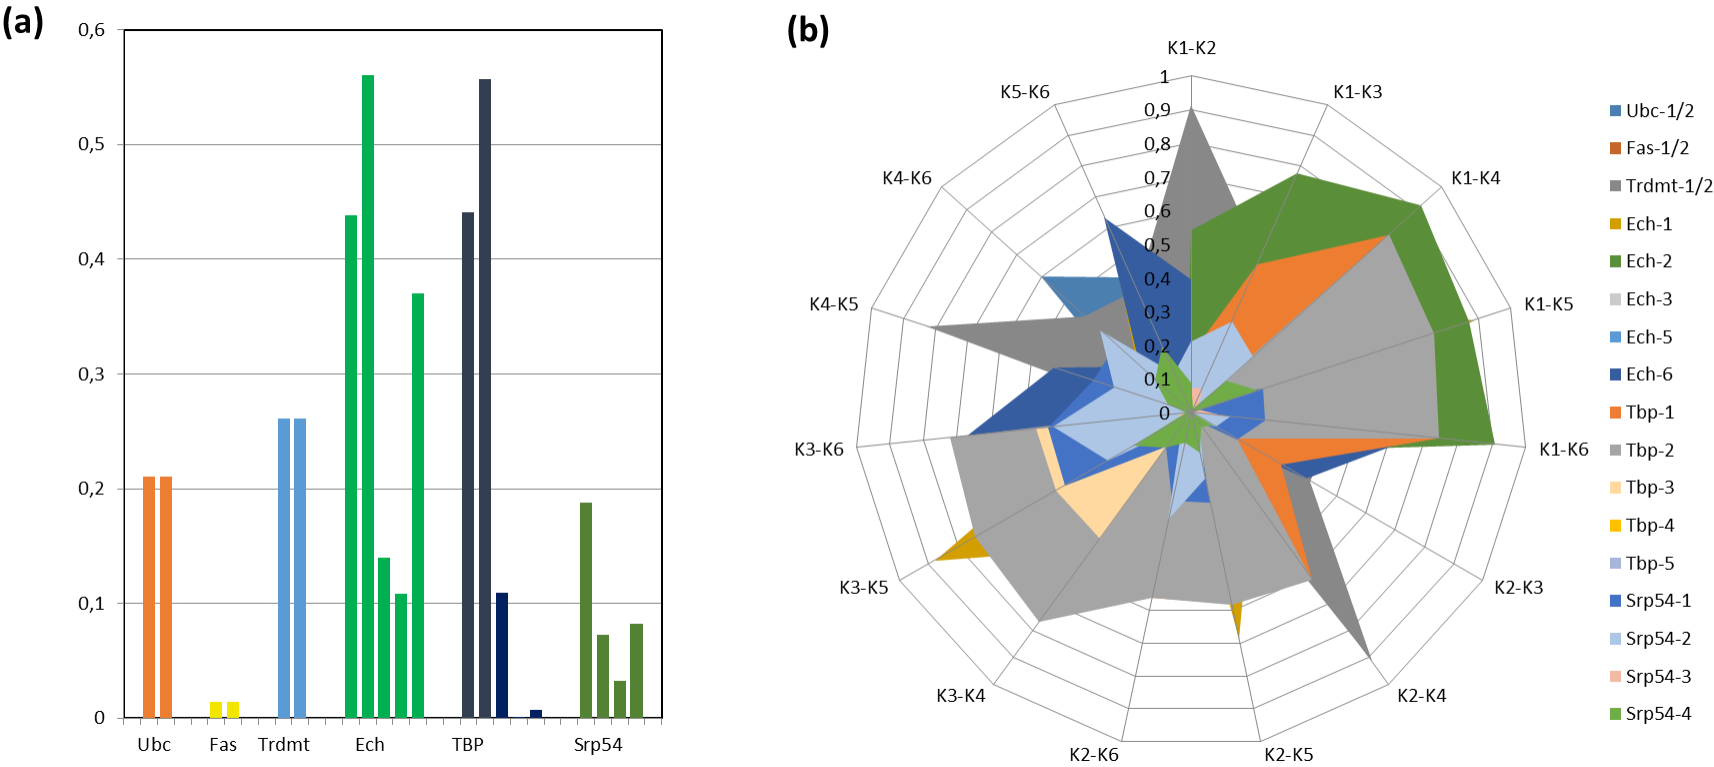 (a)
0,6
0,5
0,4
0,3
0,2
0,1
0
Ubc Fas Trdmt Ech TBP Srp54
(b)
K1-K2
K1-K3
K1-K4
K1-K5
K1-K6
K2-K3
K2-K4
K2-K5
K2-K6
K3-K4
K3-K5
K3-K6
K4-K5
K4-K6
K5-K6
1
0,9
0,8
0,7
0,6
0,5
0,4
0,3
0,2
0,1
0
Ubc-1/2
Fas-1/2
Trdmt-1/2
Ech-1
Ech-2
Ech-3
Ech-5
Ech-6
Tbp-1
Tbp-2
Tbp-3
Tbp-4
Tbp-5
Srp54-1
Srp54-2
Srp54-3
Srp54-4